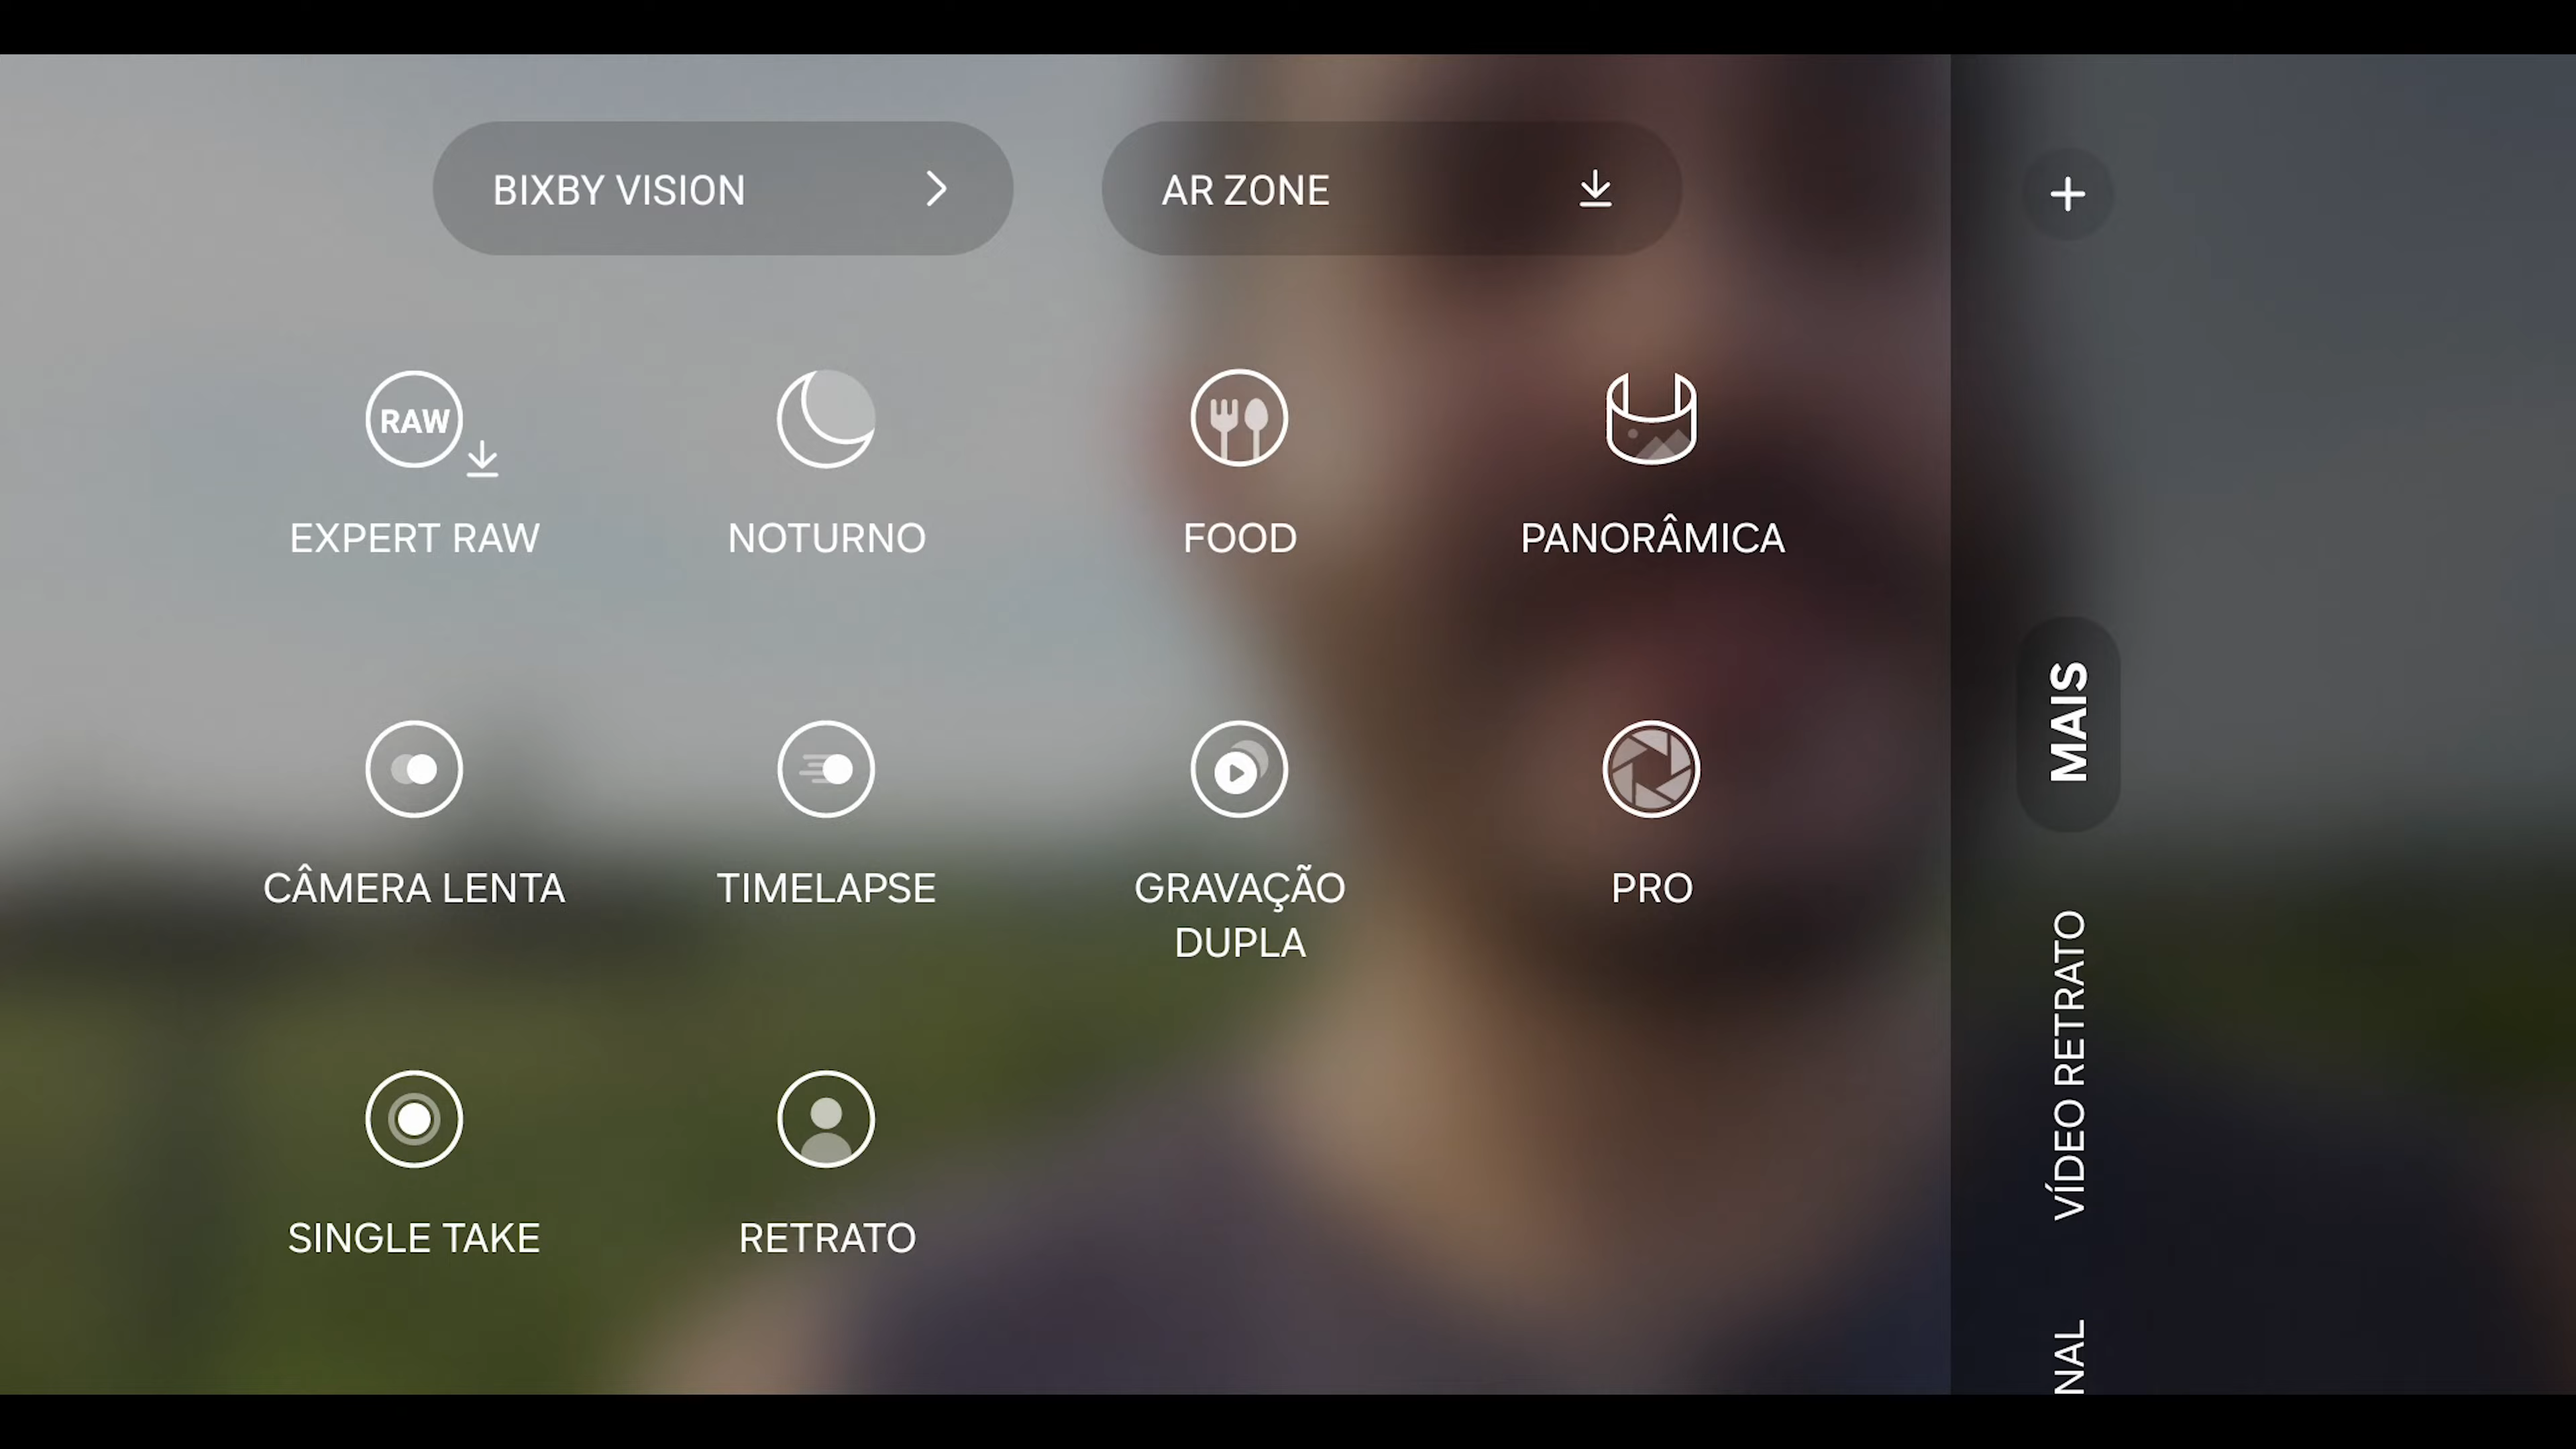 BIXBY VISION
AR ZONE
RAW
EXPERT RAW
NOTURNO
FOOD
PANORÂMICA
CÂMERA LENTA
TIMELAPSE
GRAVAÇÃO
DUPLA
PRO
SINGLE TAKE
RETRATO
MAIS
VÍDEO RETRATO
NAL